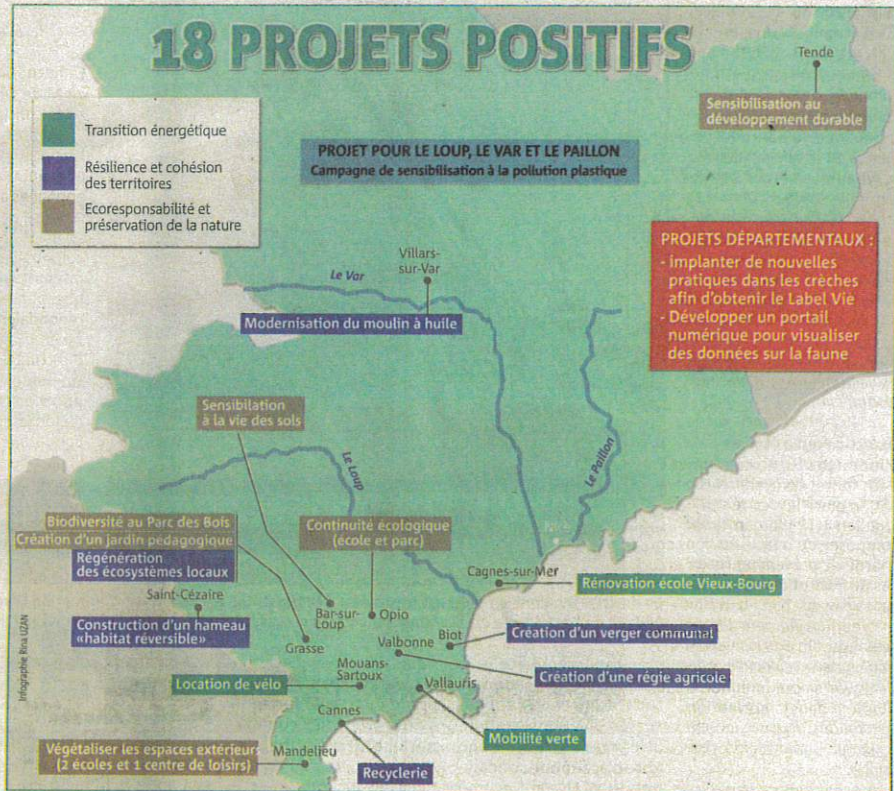 18 PROJETS POSITIFS
Tende
Sensibilisation au
développement durable
Transition énergétique
Résilience et cohésion
des territoires
Ecoresponsabilité et
préservation de la nature
PROJET POUR LE LOUP, LE VAR ET LE PAILLON
Campagne de sensibilisation à la pollution plastique
PROJETS DÉPARTEMENTAUX :
- implanter de nouvelles
pratiques dans les crèches
afin d'obtenir le Label Vie
- Développer un portail
numérique pour visualiser
des données sur la faune
Villars-
sur-Var
Le Var
Modernisation du moulin à huile
Sensibilation
à la vie des sols
Le Loup
Le Paillon
Nice
Biodiversité au Parc des Bois
Création d'un jardin pédagogique
Régénération
des écosystèmes locaux
Continuité écologique
(école et parc)
Cagnes-sur-Mer
Rénovation école Vieux-Bourg
Saint-Cézaire
Construction d'un hameau
«habitat réversible»
Bar-sur-
Loup
Opio
Grasse
Valbonne
Biot
Création d'un verger communal
Création d'une régie agricole
Location de vélo
Mouans-
Sartoux
Vallauris
Mobilité verte
Cannes
Recyclerie
Végétaliser les espaces extérieurs
(2 écoles et 1 centre de loisirs)
Mandelieu
Infographie Rina UZAN